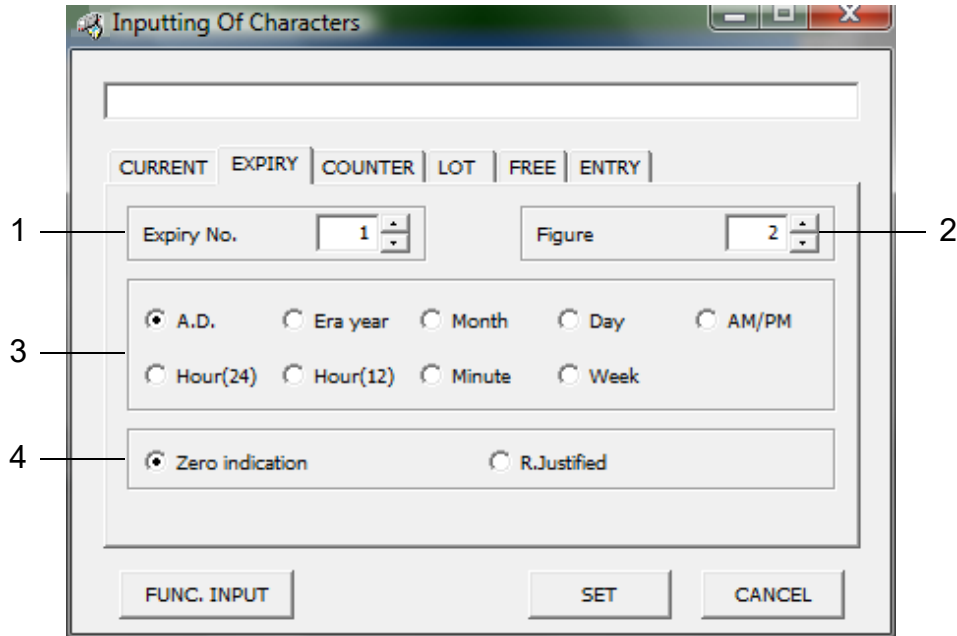 Inputting Of Characters
CURRENT EXPIRY COUNTER LOT FREE ENTRY
1 Expiry No. 1 Figure 2 2
A.D. Era year Month Day AM/PM
3
Hour(24) Hour(12) Minute Week
4 Zero indication R.Justified
FUNC. INPUT SET CANCEL